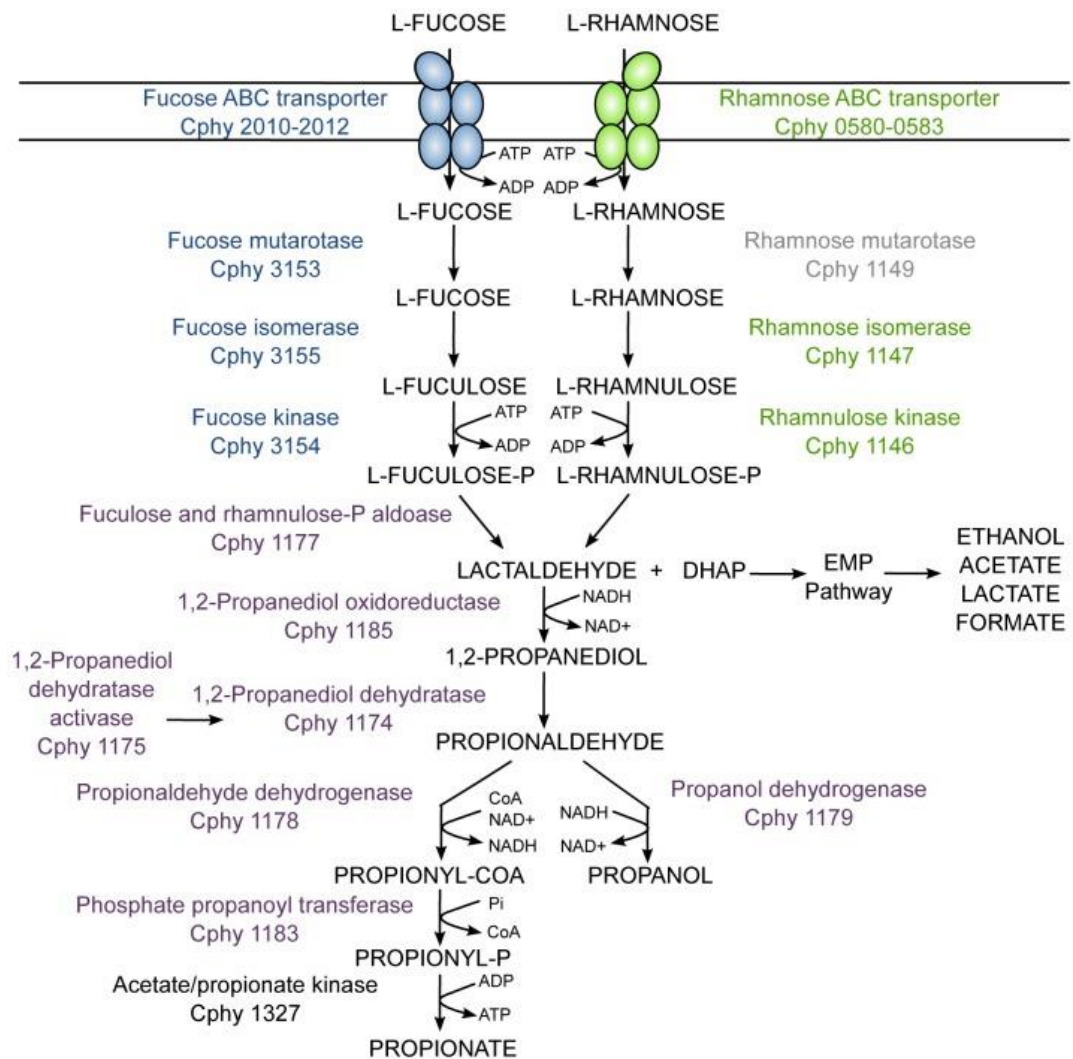 L-FUCOSE
L-RHAMNOSE
Fucose ABC transporter
Cphy 2010-2012
Rhamnose ABC transporter
Cphy 0580-0583
ATP
ATP
ADP
ADP
L-FUCOSE
L-RHAMNOSE
Fucose mutarotase
Cphy 3153
Rhamnose mutarotase
Cphy 1149
L-FUCOSE
L-RHAMNOSE
Fucose isomerase
Cphy 3155
Rhamnose isomerase
Cphy 1147
L-FUCULOSE
L-RHAMNULOSE
Fucose kinase
Cphy 3154
ATP
ADP
ATP
ADP
Rhamnulose kinase
Cphy 1146
L-FUCULOSE-P
L-RHAMNULOSE-P
Fuculose and rhamnulose-P aldoase
Cphy 1177
LACTALDEHYDE + DHAP
EMP
Pathway
ETHANOL
ACETATE
LACTATE
FORMATE
1,2-Propanediol oxidoreductase
Cphy 1185
NADH
NAD+
1,2-PROPANEDIOL
1,2-Propanediol
dehydratase
activase
Cphy 1175
1,2-Propanediol dehydratase
Cphy 1174
PROPIONALDEHYDE
Propionaldehyde dehydrogenase
Cphy 1178
CoA
NAD+
NADH
NADH
NAD+
Propanol dehydrogenase
Cphy 1179
PROPIONYL-COA
PROPANOL
Phosphate propanoyl transferase
Cphy 1183
Pi
CoA
PROPIONYL-P
Acetate/propionate kinase
Cphy 1327
ADP
ATP
PROPIONATE